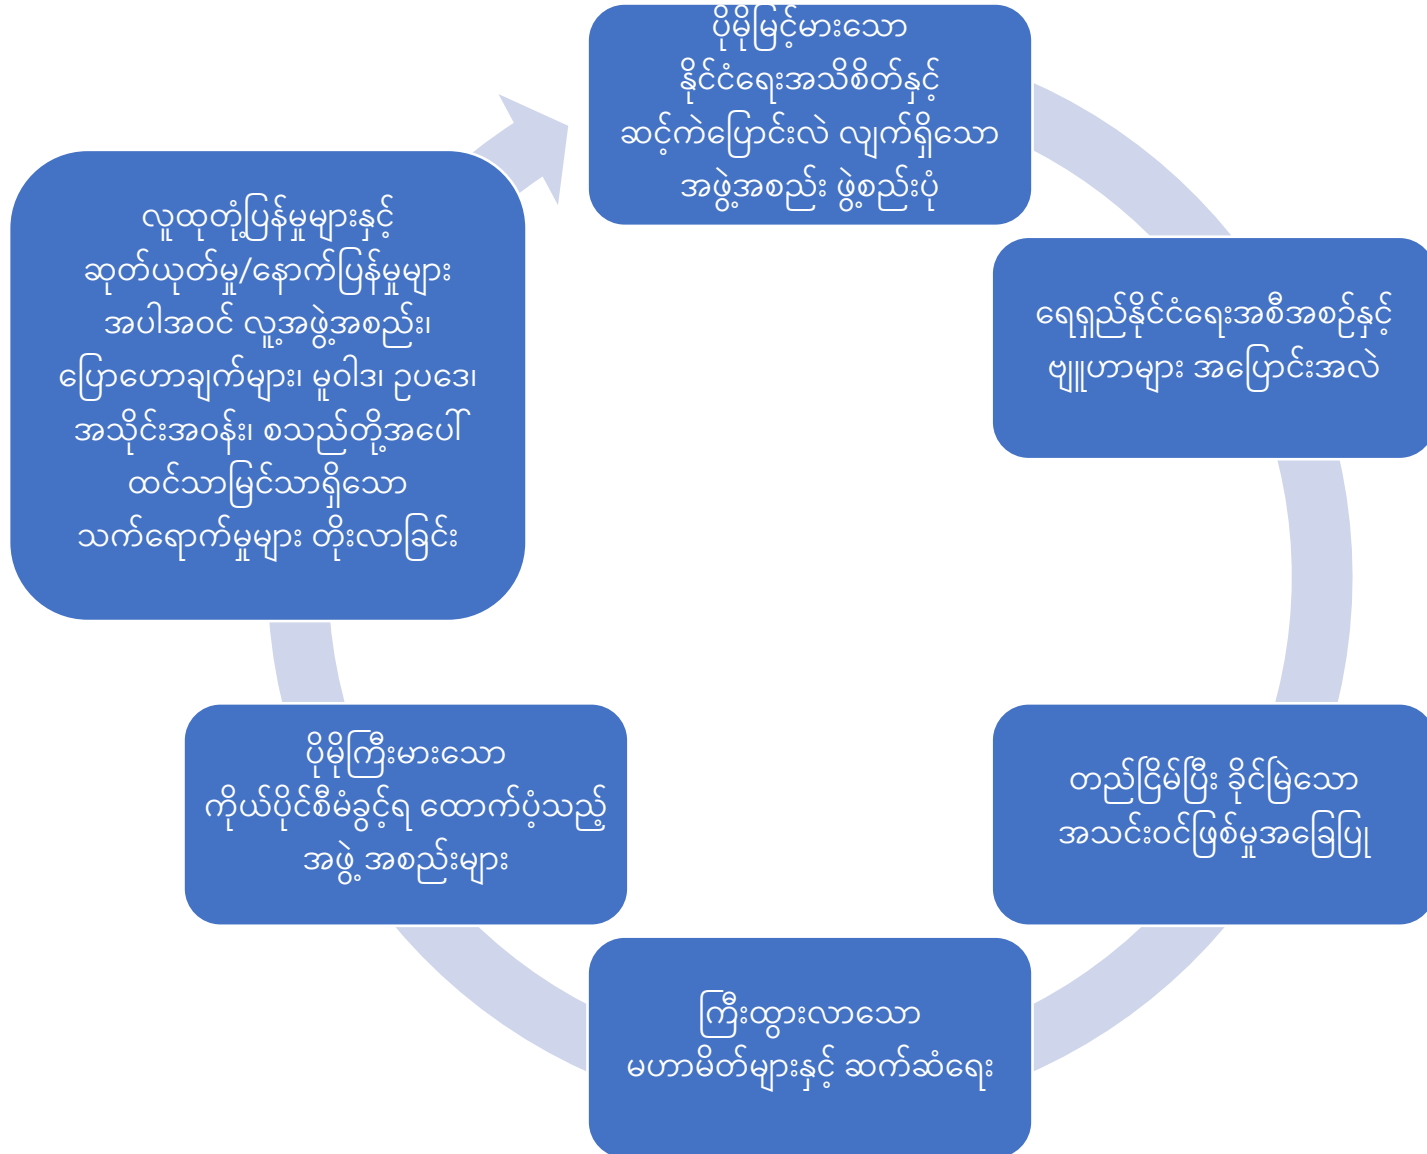 ပိုမိုမြင့်မားသော
နိုင်ငံရေးအသိစိတ်နှင့်
ဆင့်ကဲပြောင်းလဲ လျက်ရှိသော
အဖွဲ့အစည်း ဖွဲ့စည်းပုံ
ရေရှည်နိုင်ငံရေးအစီအစဉ်နှင့်
ဗျူဟာများ အပြောင်းအလဲ
တည်ငြိမ်ပြီး ခိုင်မြဲသော
အသင်းဝင်ဖြစ်မှုအခြေပြု
ကြီးထွားလာသော
မဟာမိတ်များနှင့် ဆက်ဆံရေး
ပိုမိုကြီးမားသော
ကိုယ်ပိုင်စီမံခွင့်ရ ထောက်ပံ့သည့်
အဖွဲ့ အစည်းများ
လူထုတုံ့ပြန်မှုများနှင့်
ဆုတ်ယုတ်မှု/နောက်ပြန်မှုများ
အပါအဝင် လူ့အဖွဲ့အစည်း၊
ပြောဟောချက်များ၊ မူဝါဒ၊ ဥပဒေ၊
အသိုင်းအဝန်း၊ စသည်တို့အပေါ်
ထင်သာမြင်သာရှိသော
သက်ရောက်မှုများ တိုးလာခြင်း